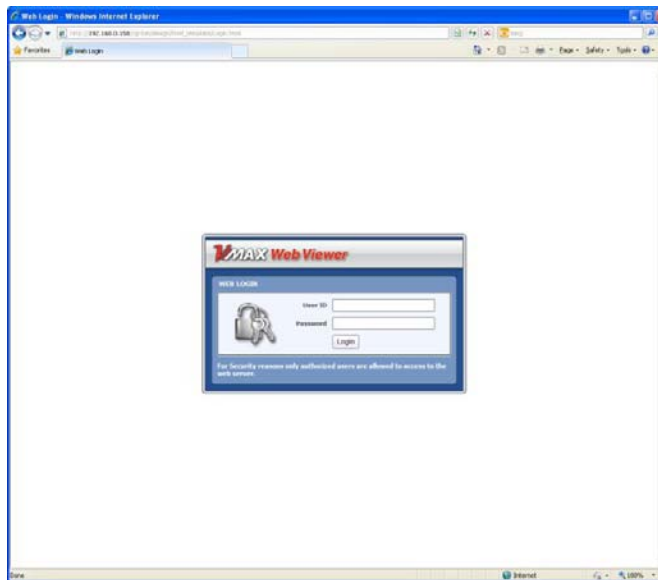 Web Login - Windows Internet Explorer
Favorites Web Login
Page Safety Tools
VMAX Web Viewer
WEB LOGIN
User ID
Password
Login
For Security reasons only authorized users are allowed to access to the
web server.
Done Internet 100%